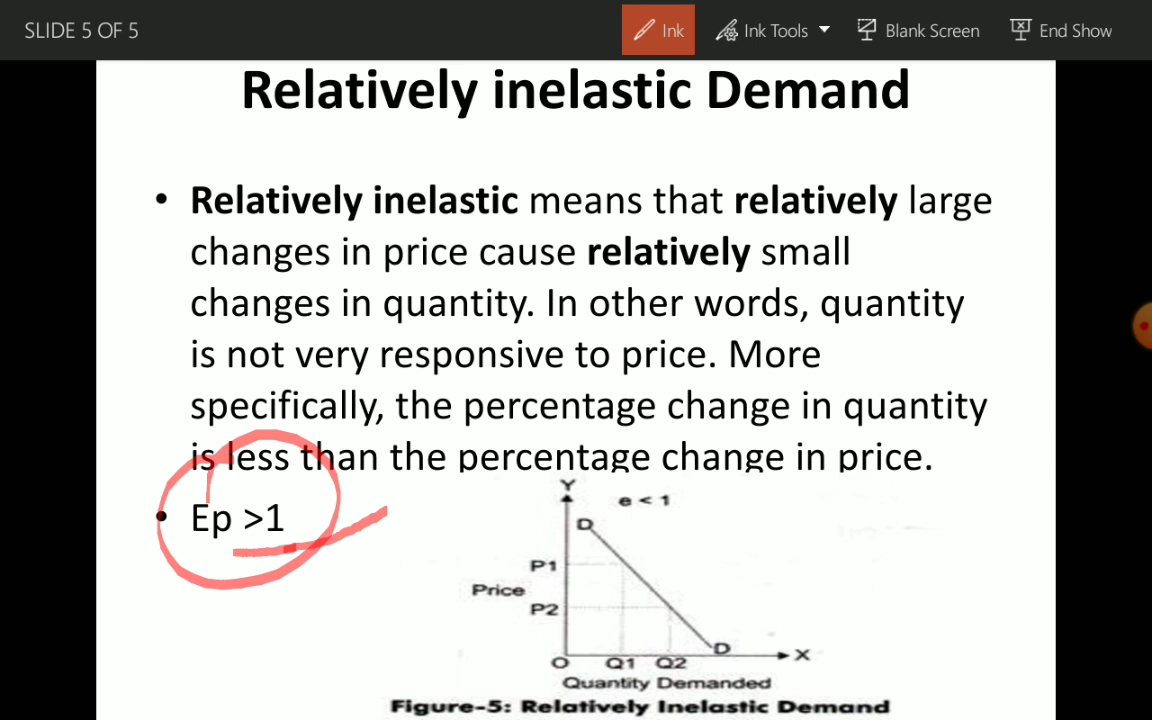 SLIDE 5 OF 5
Ink
Ink Tools
Blank Screen
End Show
Relatively inelastic Demand
• Relatively inelastic means that relatively large
changes in price cause relatively small
changes in quantity. In other words, quantity
is not very responsive to price. More
specifically, the percentage change in quantity
is less than the percentage change in price.
• Ep >1
Y
e < 1
D
P1
Price
P2
D
X
O Q1 Q2
Quantity Demanded
Figure-5: Relatively Inelastic Demand